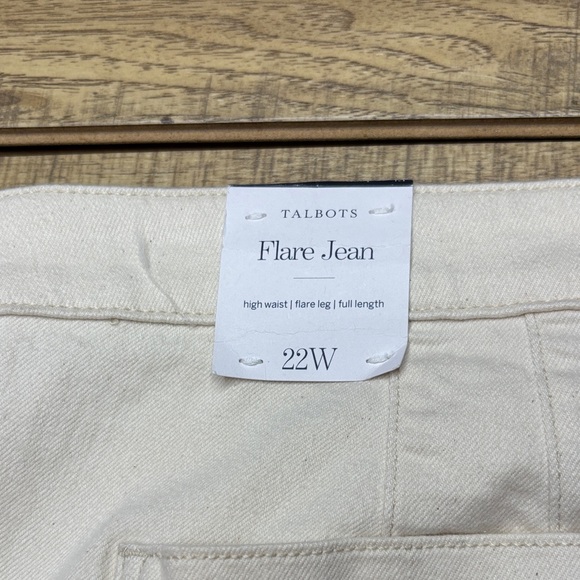 TALBOTS
Flare Jean
high waist | flare leg | full length
22W